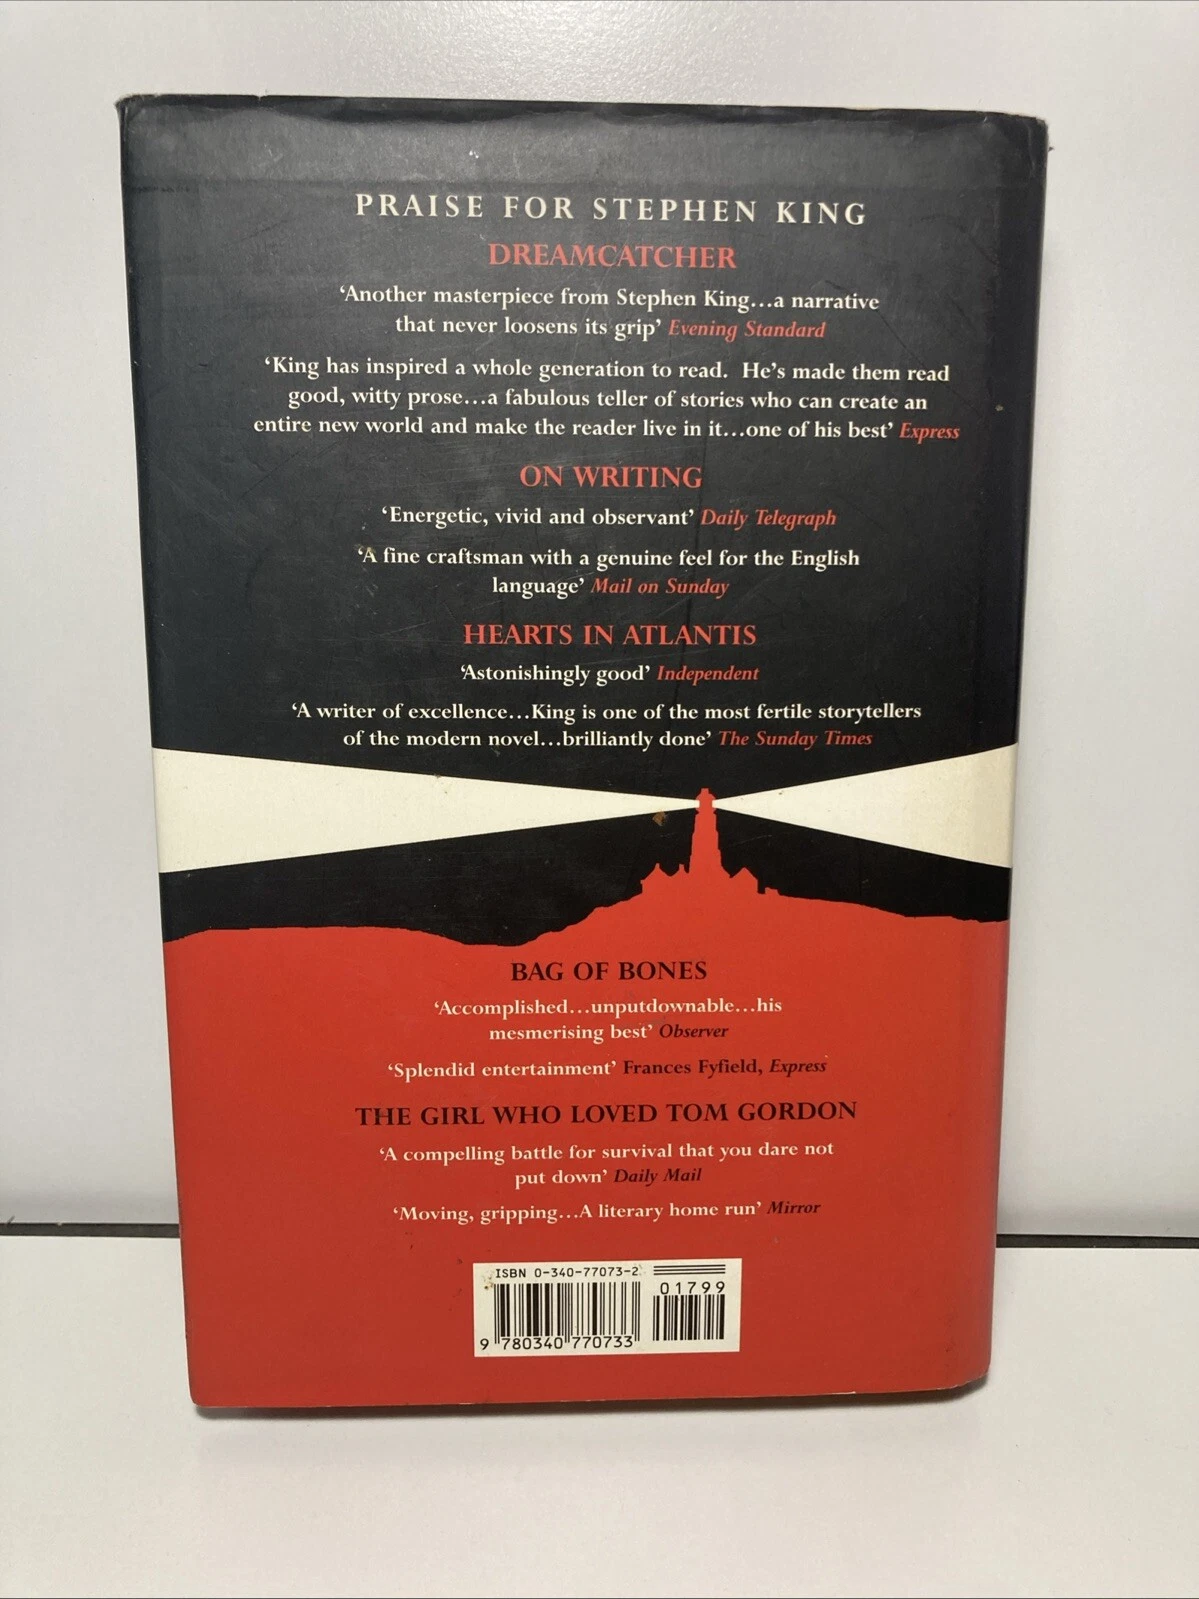 PRAISE FOR STEPHEN KING
DREAMCATCHER
‘Another masterpiece from Stephen King…a narrative
that never loosens its grip’ Evening Standard
‘King has inspired a whole generation to read. He’s made them read
good, witty prose…a fabulous teller of stories who can create an
entire new world and make the reader live in it…one of his best’ Express
ON WRITING
‘Energetic, vivid and observant’ Daily Telegraph
‘A fine craftsman with a genuine feel for the English
language’ Mail on Sunday
HEARTS IN ATLANTIS
‘Astonishingly good’ Independent
‘A writer of excellence…King is one of the most fertile storytellers
of the modern novel…brilliantly done’ The Sunday Times
BAG OF BONES
‘Accomplished…unputdownable…his
mesmerising best’ Observer
‘Splendid entertainment’ Frances Fyfield, Express
THE GIRL WHO LOVED TOM GORDON
‘A compelling battle for survival that you dare not
put down’ Daily Mail
‘Moving, gripping…A literary home run’ Mirror
ISBN 0-340-77073-2
01799
9 780340 770733